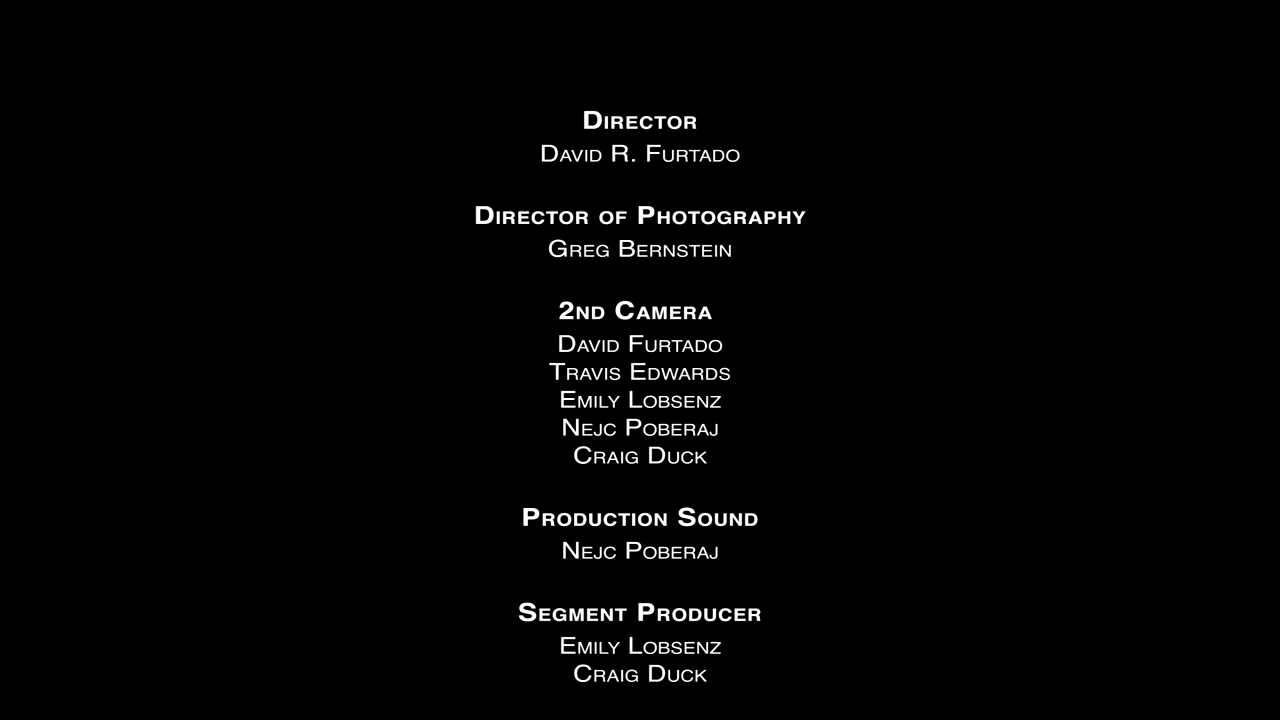 Director
David R. Furtado
Director of Photography
Greg Bernstein
2nd Camera
David Furtado
Travis Edwards
Emily Lobsenz
Nejc Poberaj
Craig Duck
Production Sound
Nejc Poberaj
Segment Producer
Emily Lobsenz
Craig Duck